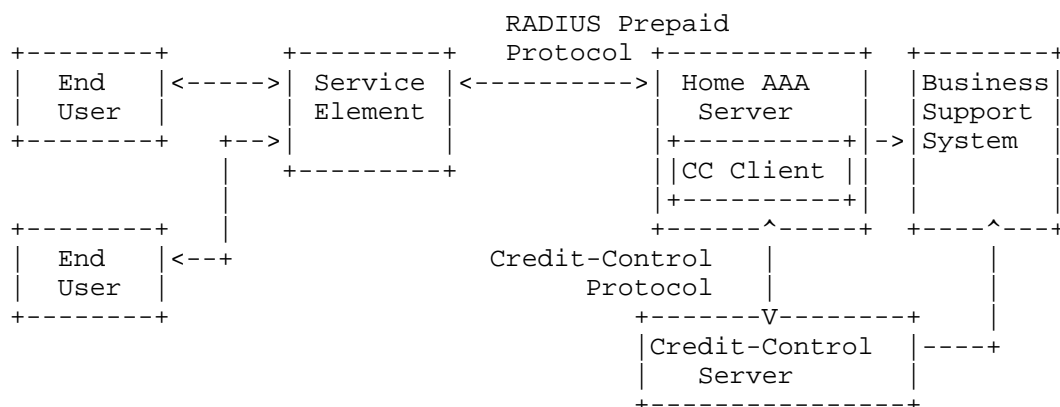 RADIUS Prepaid
Protocol
End
User
Service
Element
Home AAA
Server
CC Client
Business
Support
System
End
User
Credit-Control
Protocol
Credit-Control
Server